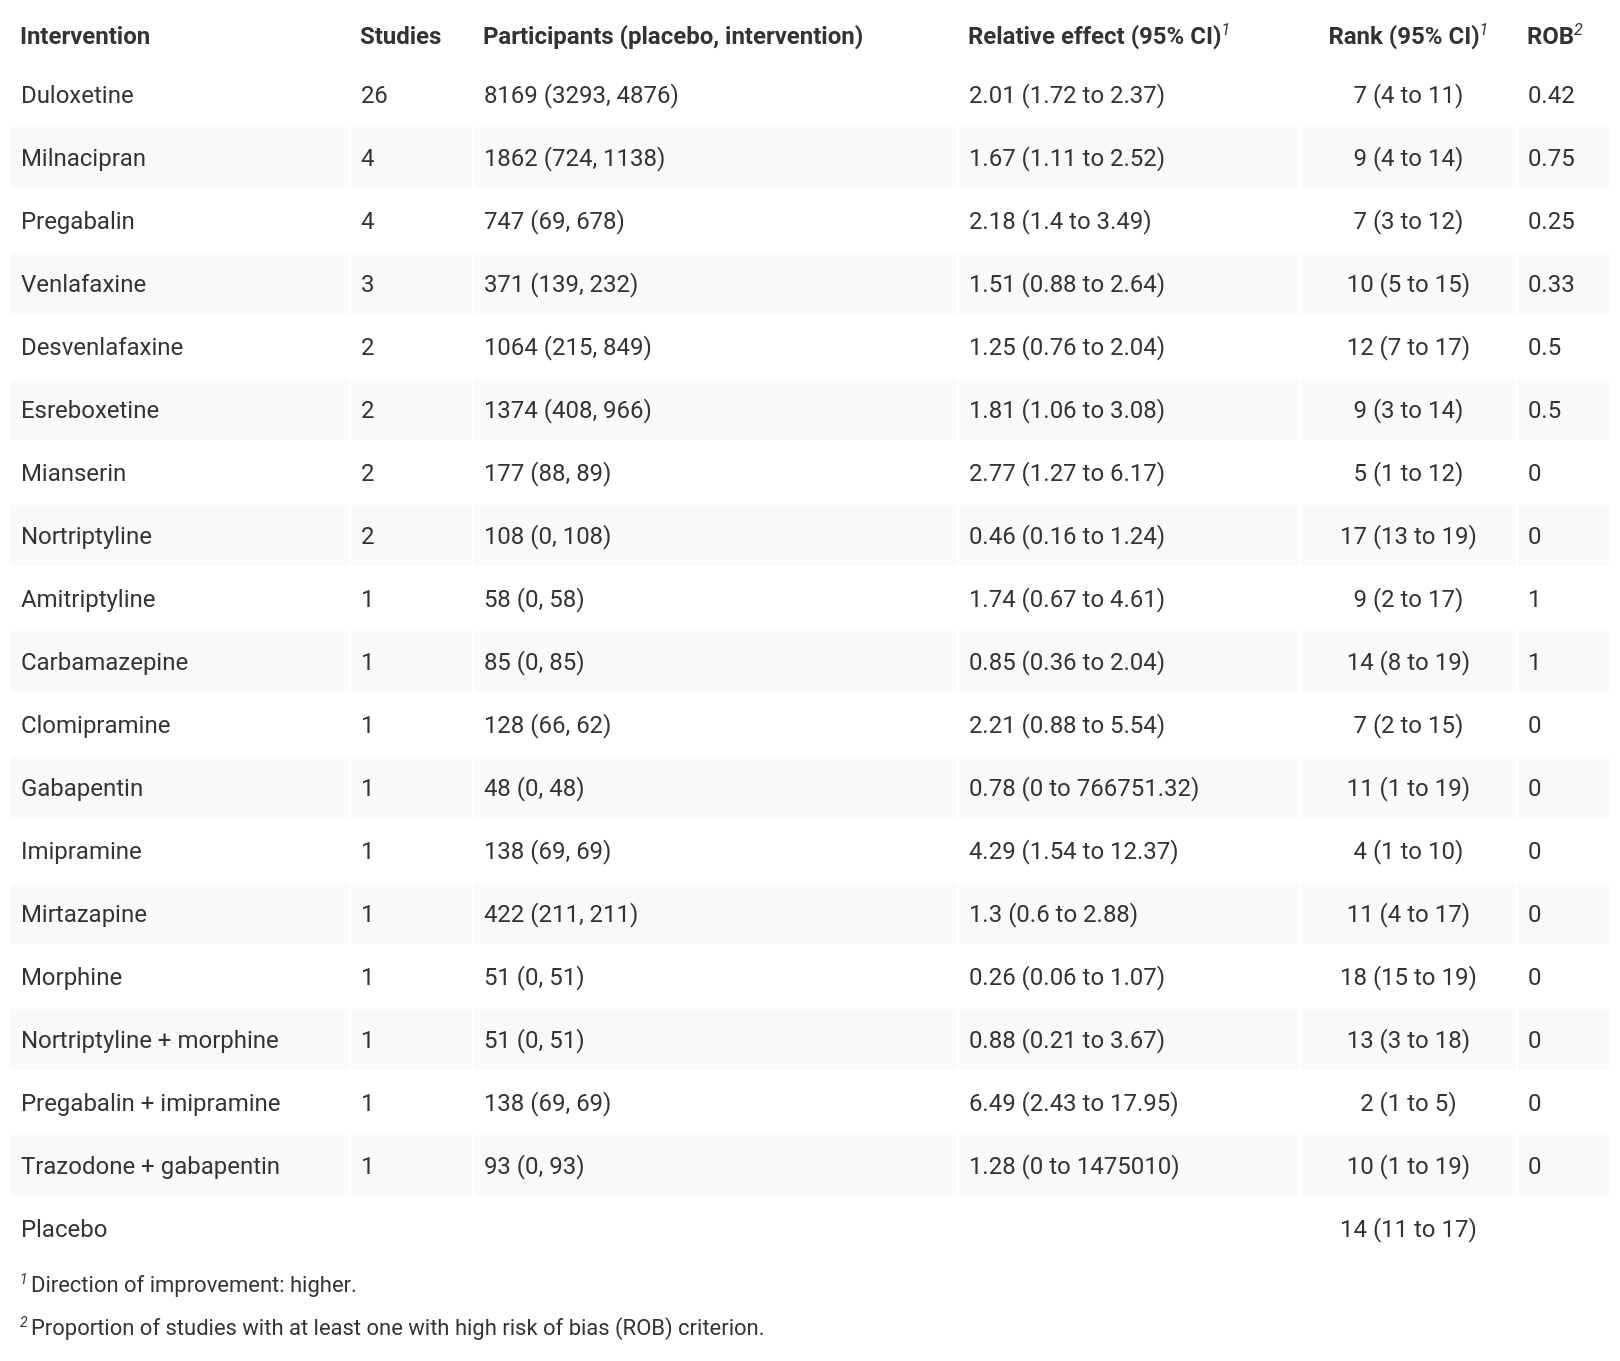 Intervention Studies Participants (placebo, intervention) Relative effect (95% CI)1 Rank (95% CI)1 ROB2
Duloxetine 26 8169 (3293, 4876) 2.01 (1.72 to 2.37) 7 (4 to 11) 0.42
Milnacipran 4 1862 (724, 1138) 1.67 (1.11 to 2.52) 9 (4 to 14) 0.75
Pregabalin 4 747 (69, 678) 2.18 (1.4 to 3.49) 7 (3 to 12) 0.25
Venlafaxine 3 371 (139, 232) 1.51 (0.88 to 2.64) 10 (5 to 15) 0.33
Desvenlafaxine 2 1064 (215, 849) 1.25 (0.76 to 2.04) 12 (7 to 17) 0.5
Esreboxetine 2 1374 (408, 966) 1.81 (1.06 to 3.08) 9 (3 to 14) 0.5
Mianserin 2 177 (88, 89) 2.77 (1.27 to 6.17) 5 (1 to 12) 0
Nortriptyline 2 108 (0, 108) 0.46 (0.16 to 1.24) 17 (13 to 19) 0
Amitriptyline 1 58 (0, 58) 1.74 (0.67 to 4.61) 9 (2 to 17) 1
Carbamazepine 1 85 (0, 85) 0.85 (0.36 to 2.04) 14 (8 to 19) 1
Clomipramine 1 128 (66, 62) 2.21 (0.88 to 5.54) 7 (2 to 15) 0
Gabapentin 1 48 (0, 48) 0.78 (0 to 766751.32) 11 (1 to 19) 0
Imipramine 1 138 (69, 69) 4.29 (1.54 to 12.37) 4 (1 to 10) 0
Mirtazapine 1 422 (211, 211) 1.3 (0.6 to 2.88) 11 (4 to 17) 0
Morphine 1 51 (0, 51) 0.26 (0.06 to 1.07) 18 (15 to 19) 0
Nortriptyline + morphine 1 51 (0, 51) 0.88 (0.21 to 3.67) 13 (3 to 18) 0
Pregabalin + imipramine 1 138 (69, 69) 6.49 (2.43 to 17.95) 2 (1 to 5) 0
Trazodone + gabapentin 1 93 (0, 93) 1.28 (0 to 1475010) 10 (1 to 19) 0
Placebo 14 (11 to 17)
1 Direction of improvement: higher.
2 Proportion of studies with at least one with high risk of bias (ROB) criterion.